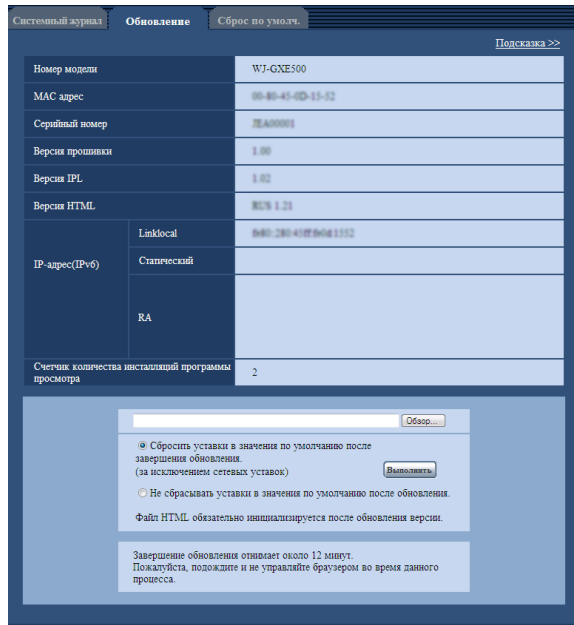 Системный журнал Обновление Сброс по умолч.
Подсказка >>
Номер модели WJ-GXE500
MAC адрес 00-80-45-0D-15-52
Серийный номер JEA00001
Версия прошивки 1.00
Версия IPL 1.02
Версия HTML RUS 1.21
IP-адрес(IPv6)
Linklocal
Статический
RA
Счетчик количества инсталляций программы
просмотра
2
Обзор...
Сбросить уставки в значения по умолчанию после
завершения обновления.
(за исключением сетевых уставок)
Выполнить
Не сбрасывать уставки в значения по умолчанию после обновления.
Файл HTML обязательно инициализируется после обновления версии.
Завершение обновления отнимает около 12 минут.
Пожалуйста, подождите и не управляйте браузером во время данного
процесса.